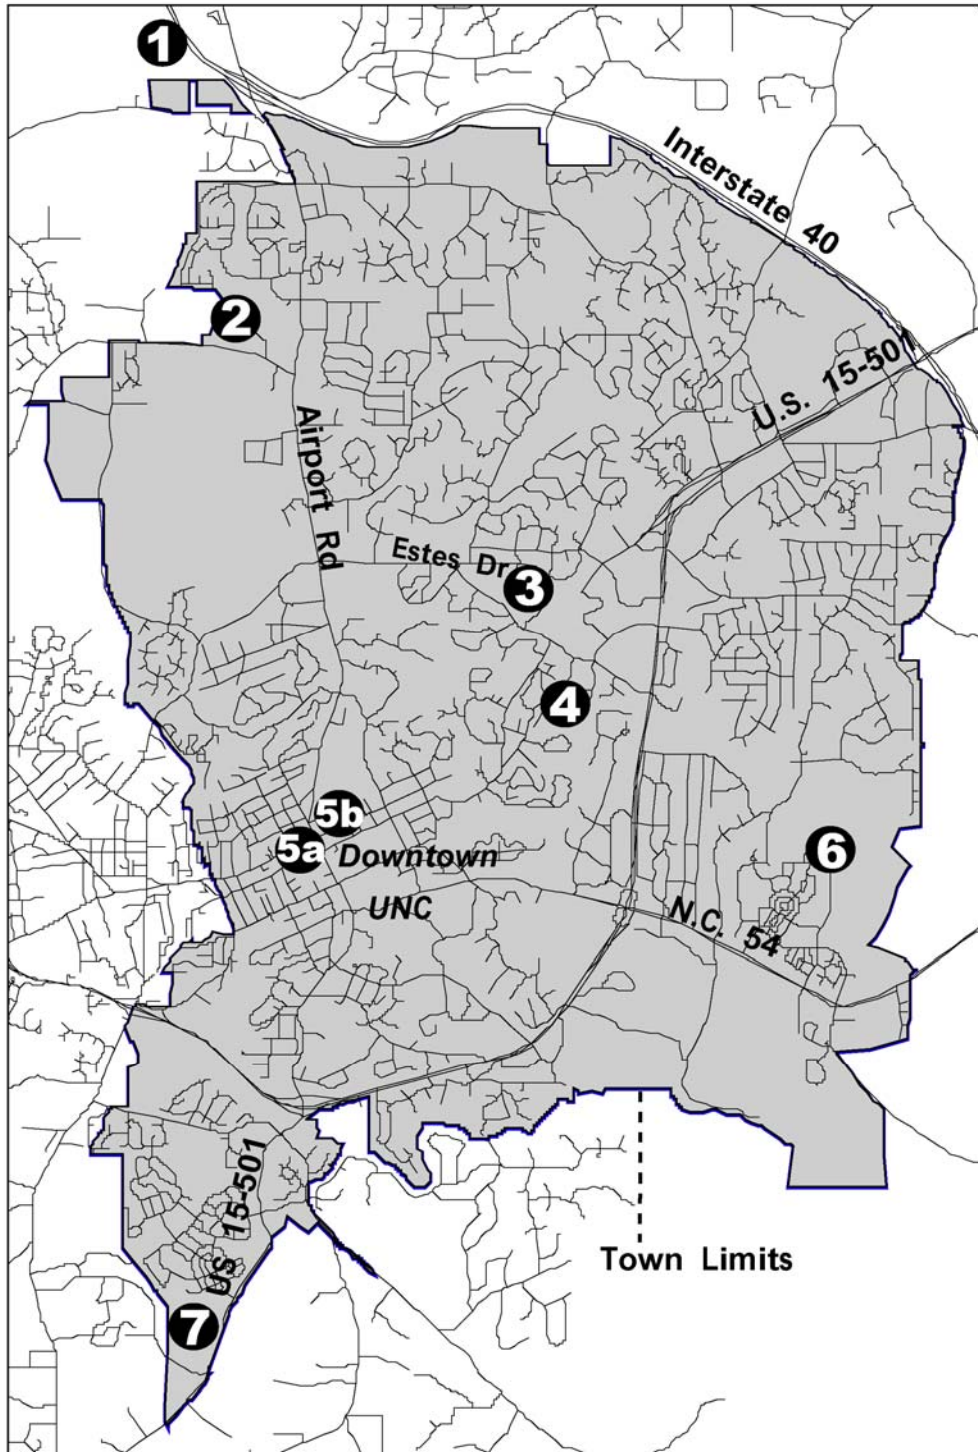 1
Interstate 40
2
U.S. 15-501
Airport Rd
Estes Dr
3
4
5b
5a
Downtown
6
UNC
N.C. 54
US 15-501
Town Limits
7